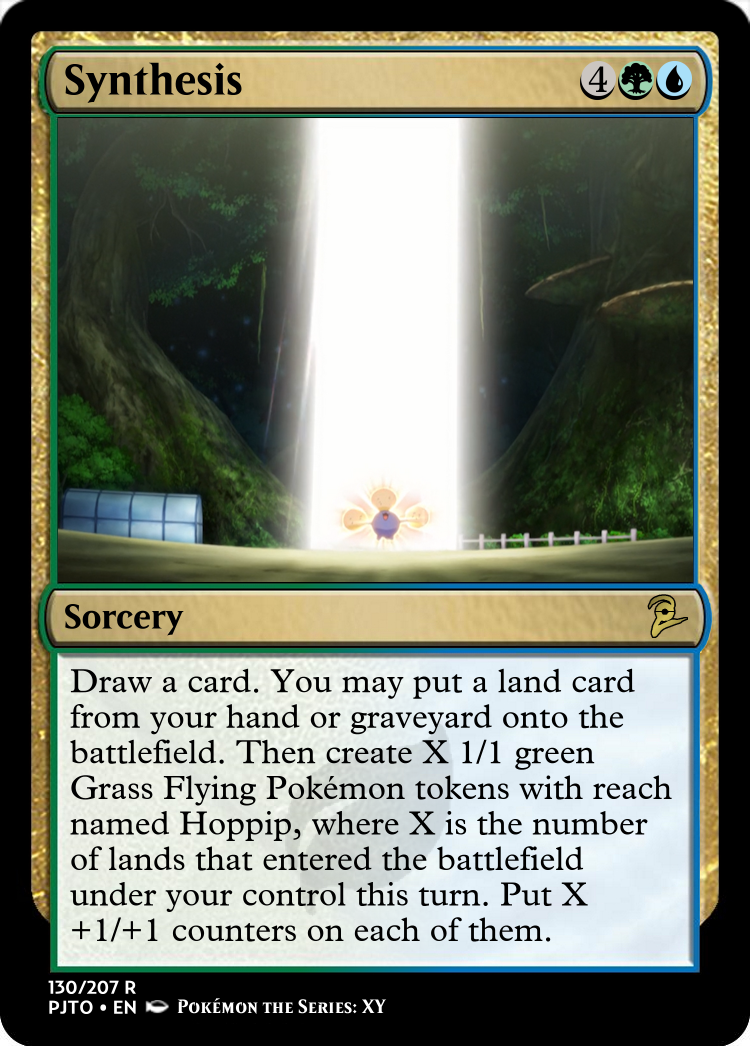 Synthesis 4
Sorcery
Draw a card. You may put a land card
from your hand or graveyard onto the
battlefield. Then create X 1/1 green
Grass Flying Pokémon tokens with reach
named Hoppip, where X is the number
of lands that entered the battlefield
under your control this turn. Put X
+1/+1 counters on each of them.
130/207 R
PJTO • EN Pokémon the Series: XY